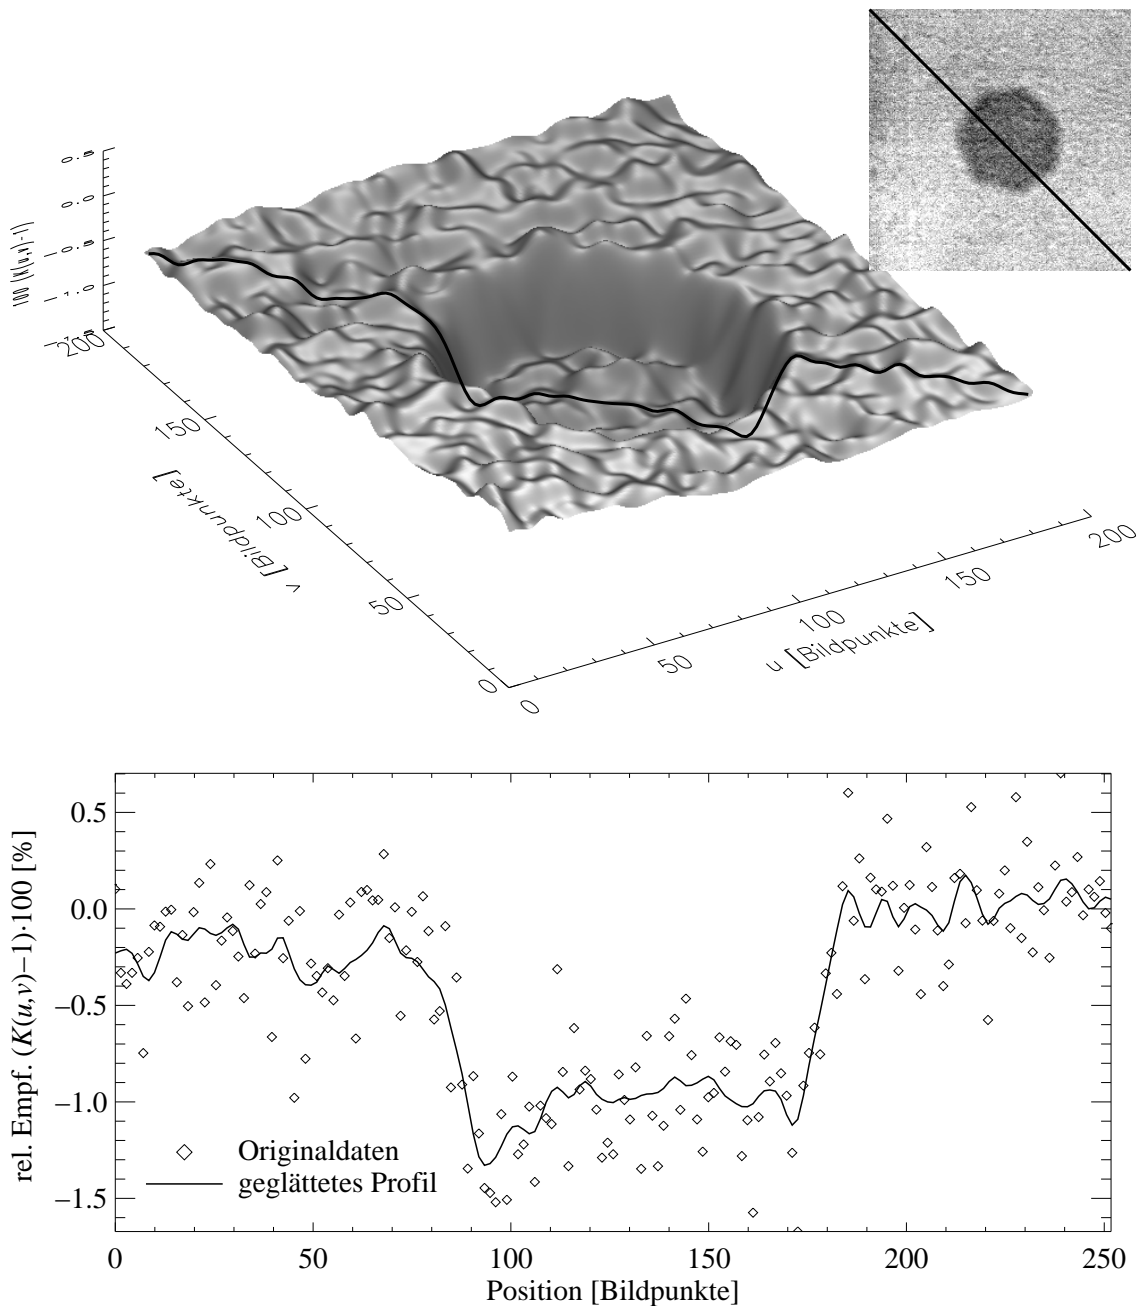 0.5
0.0
−0.5
−1.0
100 (K(u,v)-1)
200
150
100
50
0
v [Bildpunkte]
0
50
100
150
200
u [Bildpunkte]
0.5
0.0
−0.5
−1.0
−1.5
rel. Empf. (K(u,v)−1)·100 [%]
Originaldaten
geglättetes Profil
0 50 100 150 200 250
Position [Bildpunkte]